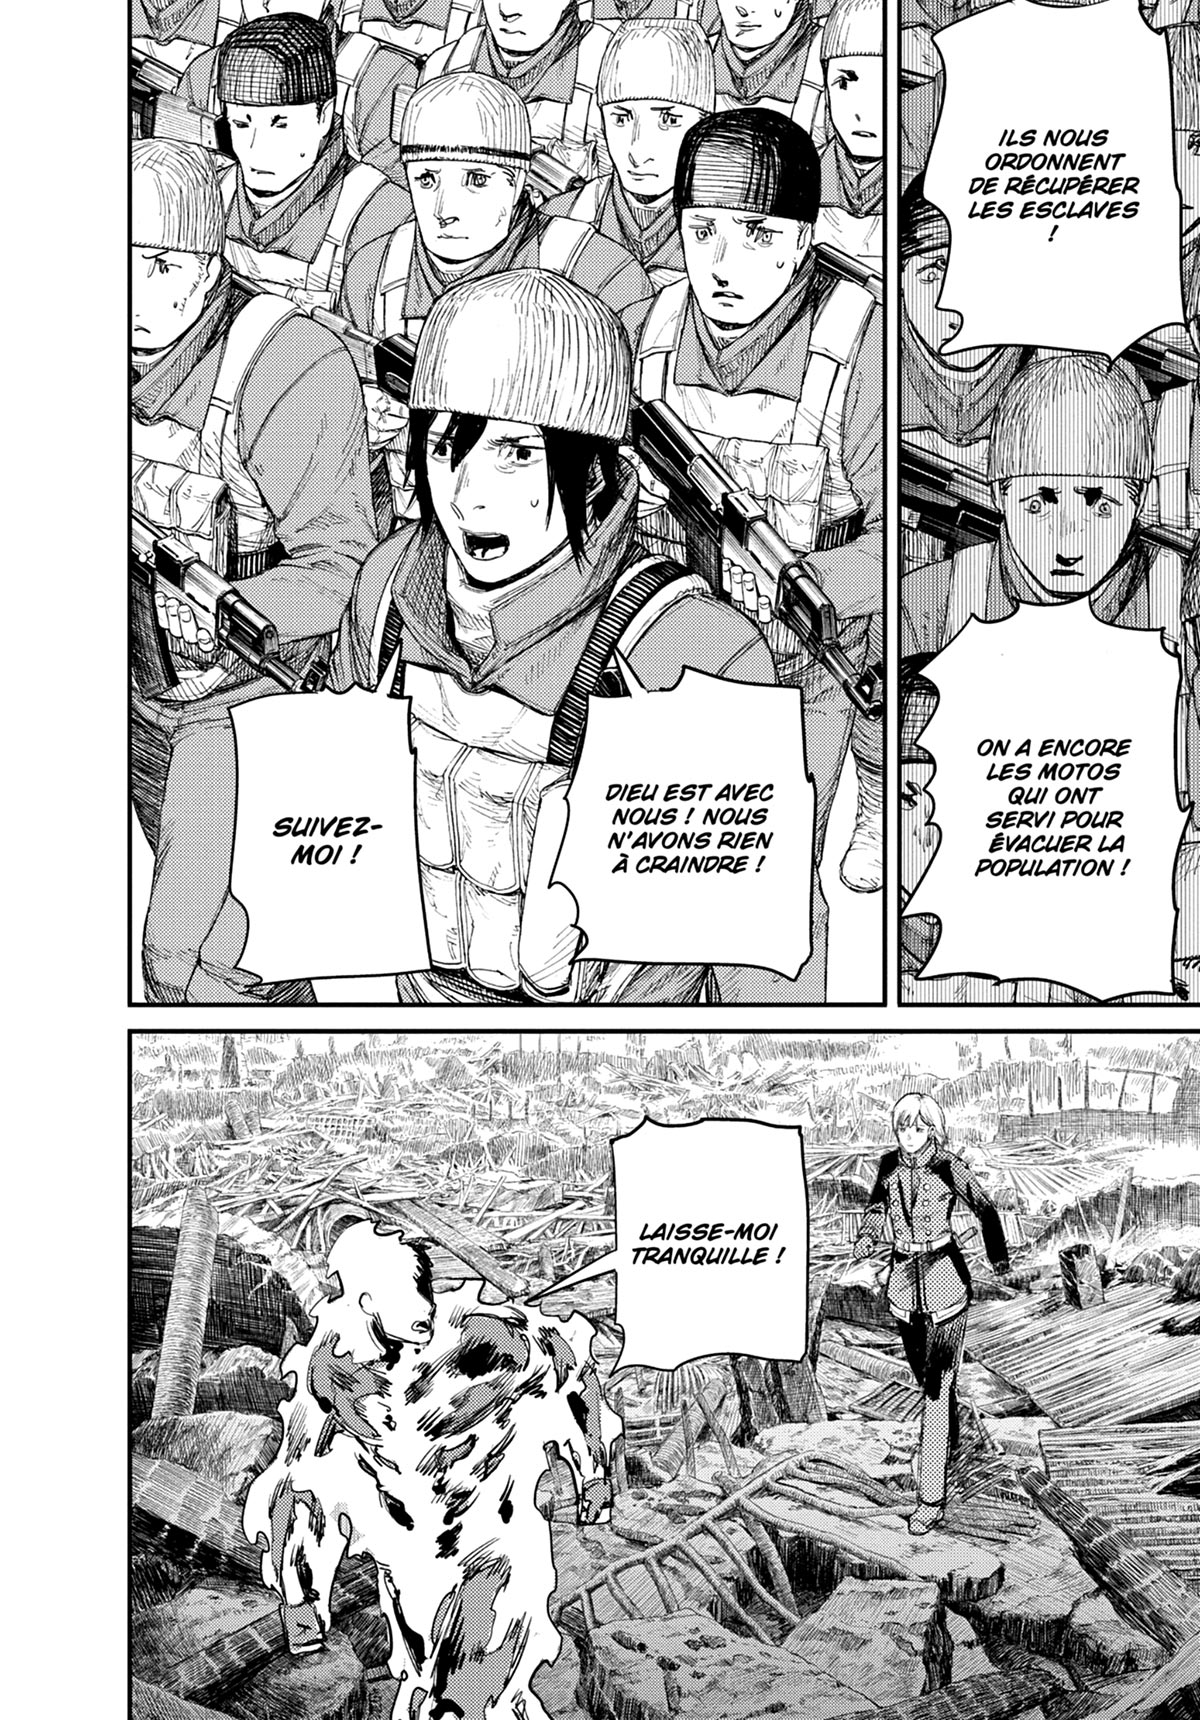 ILS NOUS
ORDONNENT
DE RÉCUPÉRER
LES ESCLAVES
!
ON A ENCORE
LES MOTOS
QUI ONT
SERVI POUR
ÉVACUER LA
POPULATION !
DIEU EST AVEC
NOUS ! NOUS
N'AVONS RIEN
À CRAINDRE !
SUIVEZ-
MOI !
LAISSE-MOI
TRANQUILLE !